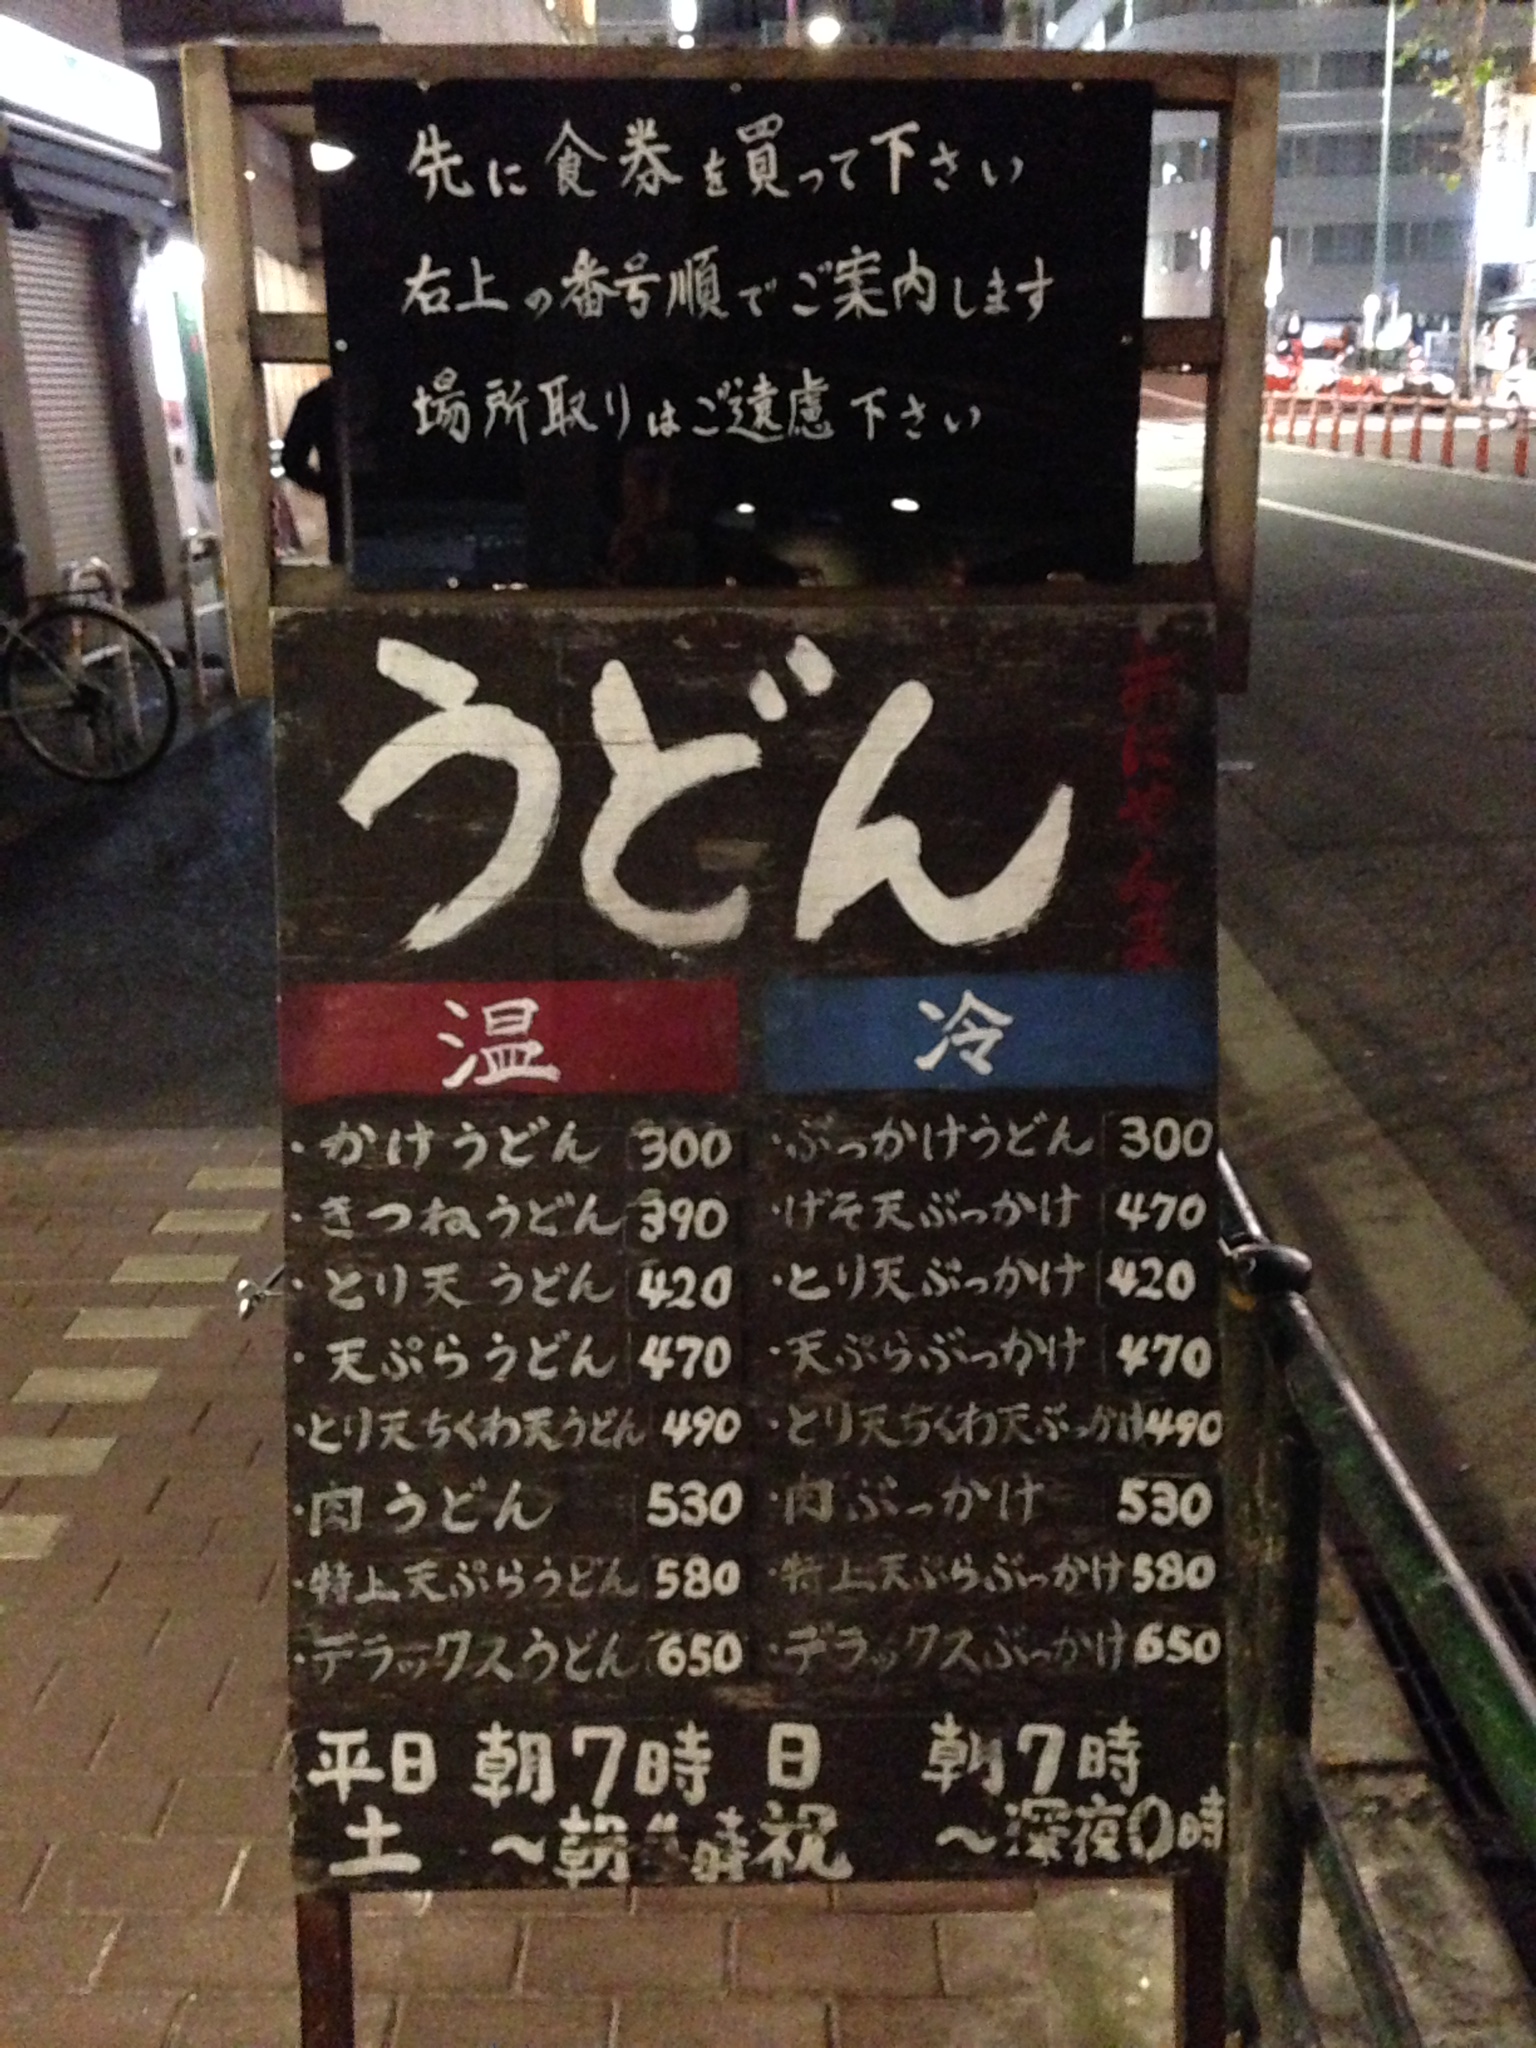 先に食券を買って下さい
右上の番号順でご案内します
場所取りはご遠慮下さい
うどん
おにやんま
温
・かけうどん 300
・きつねうどん 390
・とり天うどん 420
・天ぷらうどん 470
・とり天ちくわ天うどん 490
・肉うどん 530
・特上天ぷらうどん 580
・デラックスうどん 650
冷
・ぶっかけうどん 300
・げそ天ぶっかけ 470
・とり天ぶっかけ 420
・天ぷらぶっかけ 470
・とり天ちくわ天ぶっかけ 490
・肉ぶっかけ 530
・特上天ぷらぶっかけ 580
・デラックスぶっかけ 650
平日 朝7時
土 〜朝 時
日 朝7時
祝 〜深夜0時